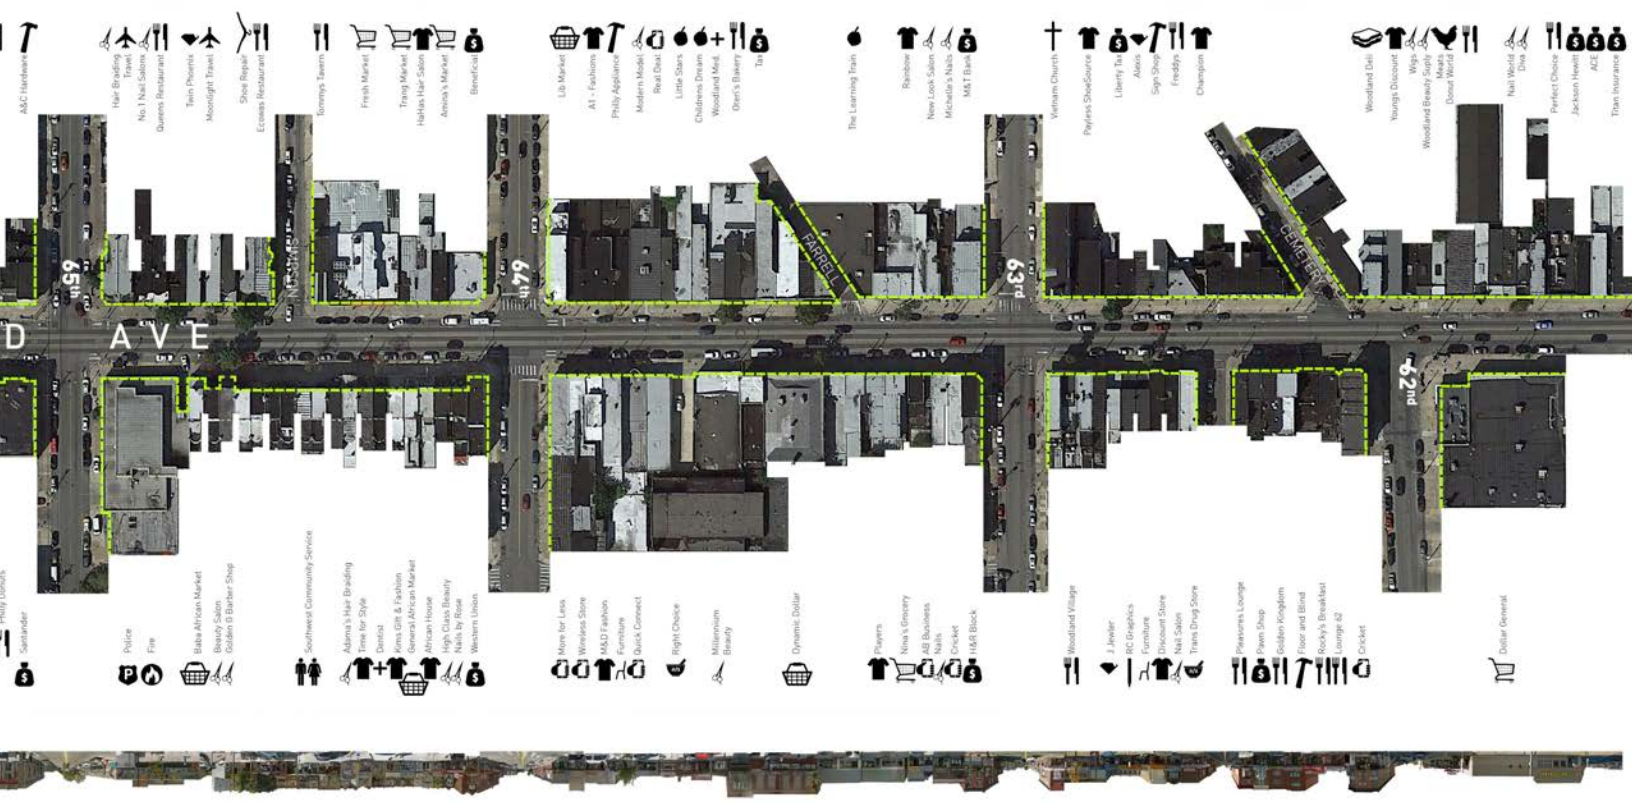 A&C Hardware
Hair Braiding
Travel
No.1 Nail Salonx
Queens Restaurant
Twin Phoenix
Moonlight Travel
Shoe Repair
Ecowas Restaurant
Tommys Tavern
Fresh Market
Trang Market
Halas Hair Salon
Amina's Market
Beneficial
Lib Market
A1 - Fashions
Philly Appliance
Modern Model
Real Deal
Little Stars
Childrens Dream
Woodland Med.
Oteri's Bakery
Tax
The Learning Train
Rainbow
New Look Salon
Michelle's Nails
M&T Bank
Vietnam Church
Payless ShoeSource
Liberty Tax
Alexis
Sign Shop
Freddys
Champion
Woodland Deli
Youngs Discount
Wigs
Woodland Beauty Suply
Meats
Donut World
Nail World
Diva
Perfect Choice
Jackson Hewitt
ACE
Titan Insurance
65th
64th
FARRELL
63rd
CEMETERY
D AVE
62nd
Philly Donuts
Santander
Police
Fire
Baba African Market
Beauty Salon
Golden G Barber Shop
Southwest Community Service
Adama's Hair Braiding
Time for Style
Dentist
Kims Gift & Fashion
General African Market
African House
High Class Beauty
Nails by Rose
Western Union
More for Less
Wireless Store
M&D Fashion
Furniture
Quick Connect
Right Choice
Millennium
Beauty
Dynamic Dollar
Players
Nina's Grocery
AB Business
Nails
Cricket
H&R Block
Woodland Village
J Jewler
RC Graphics
Furniture
Discount Store
Nail Salon
Trans Drug Store
Pleasures Lounge
Pawn Shop
Golden Kingdom
Floor and Blind
Rocky's Breakfast
Lounge 62
Cricket
Dollar General